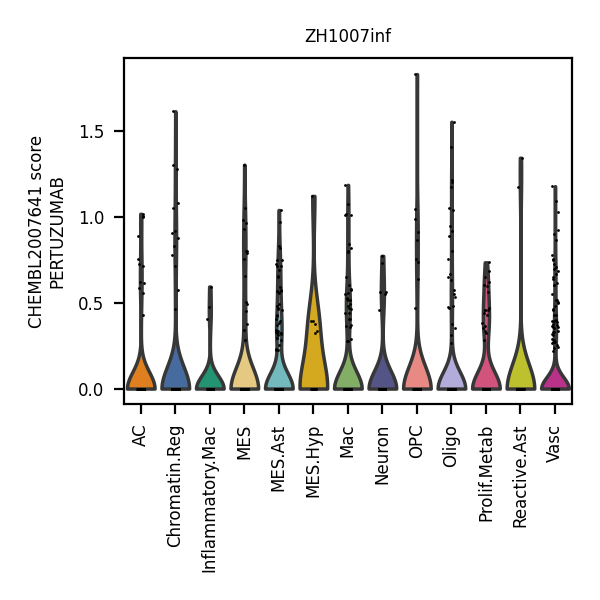 ZH1007inf
CHEMBL2007641 score
PERTUZUMAB
1.5
1.0
0.5
0.0
AC
Chromatin.Reg
Inflammatory.Mac
MES
MES.Ast
MES.Hyp
Mac
Neuron
OPC
Oligo
Prolif.Metab
Reactive.Ast
Vasc